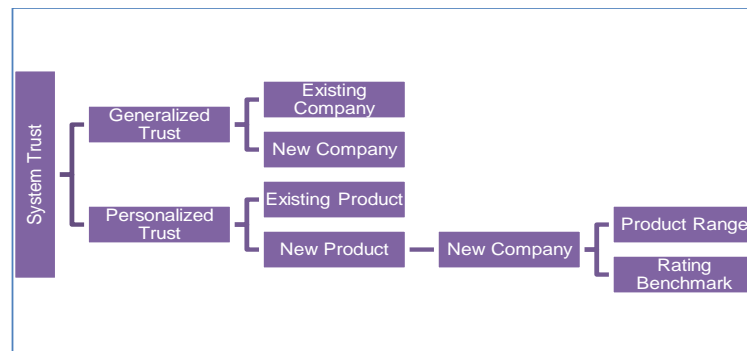 System Trust
Generalized
Trust
Existing
Company
New Company
Personalized
Trust
Existing Product
New Product
New Company
Product Range
Rating
Benchmark